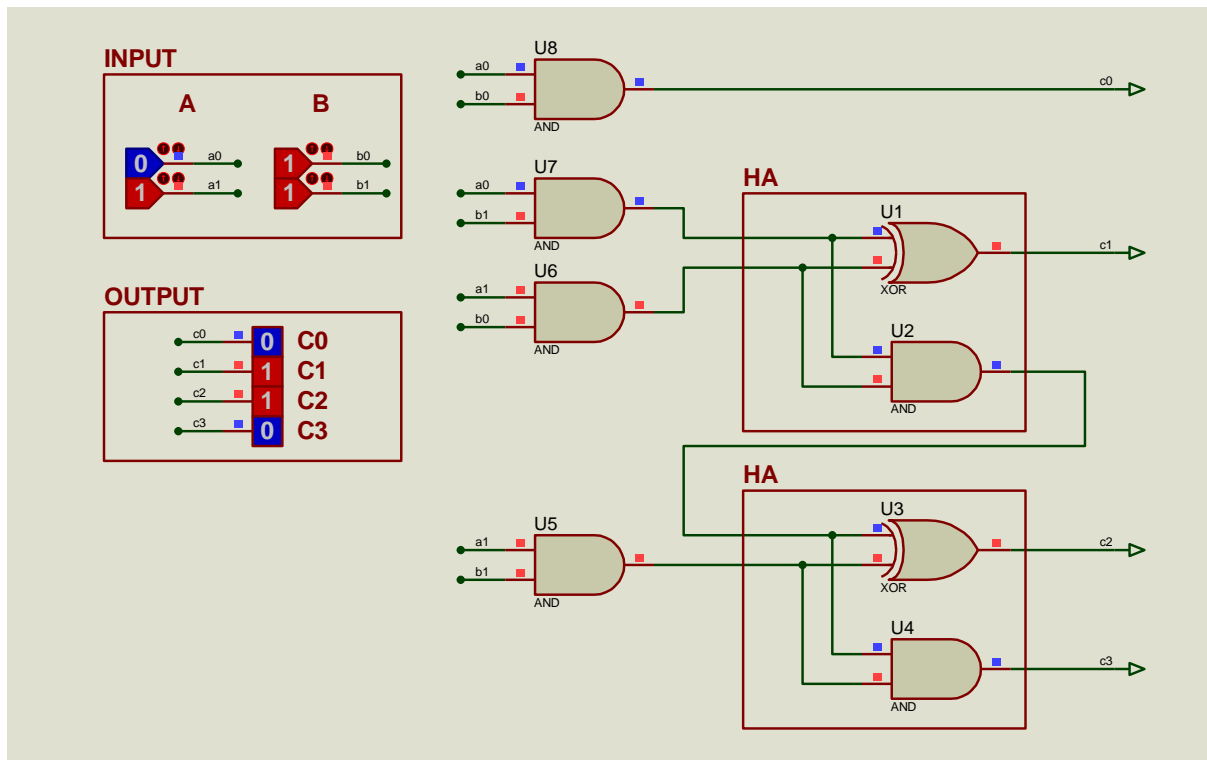 INPUT
A B
0 a0 1 b0
1 a1 1 b1
OUTPUT
c0 0 C0
c1 1 C1
c2 1 C2
c3 0 C3
U8
a0
b0
AND
c0
U7
a0
b1
AND
U6
a1
b0
AND
HA
U1
XOR
c1
U2
AND
U5
a1
b1
AND
HA
U3
XOR
c2
U4
AND
c3